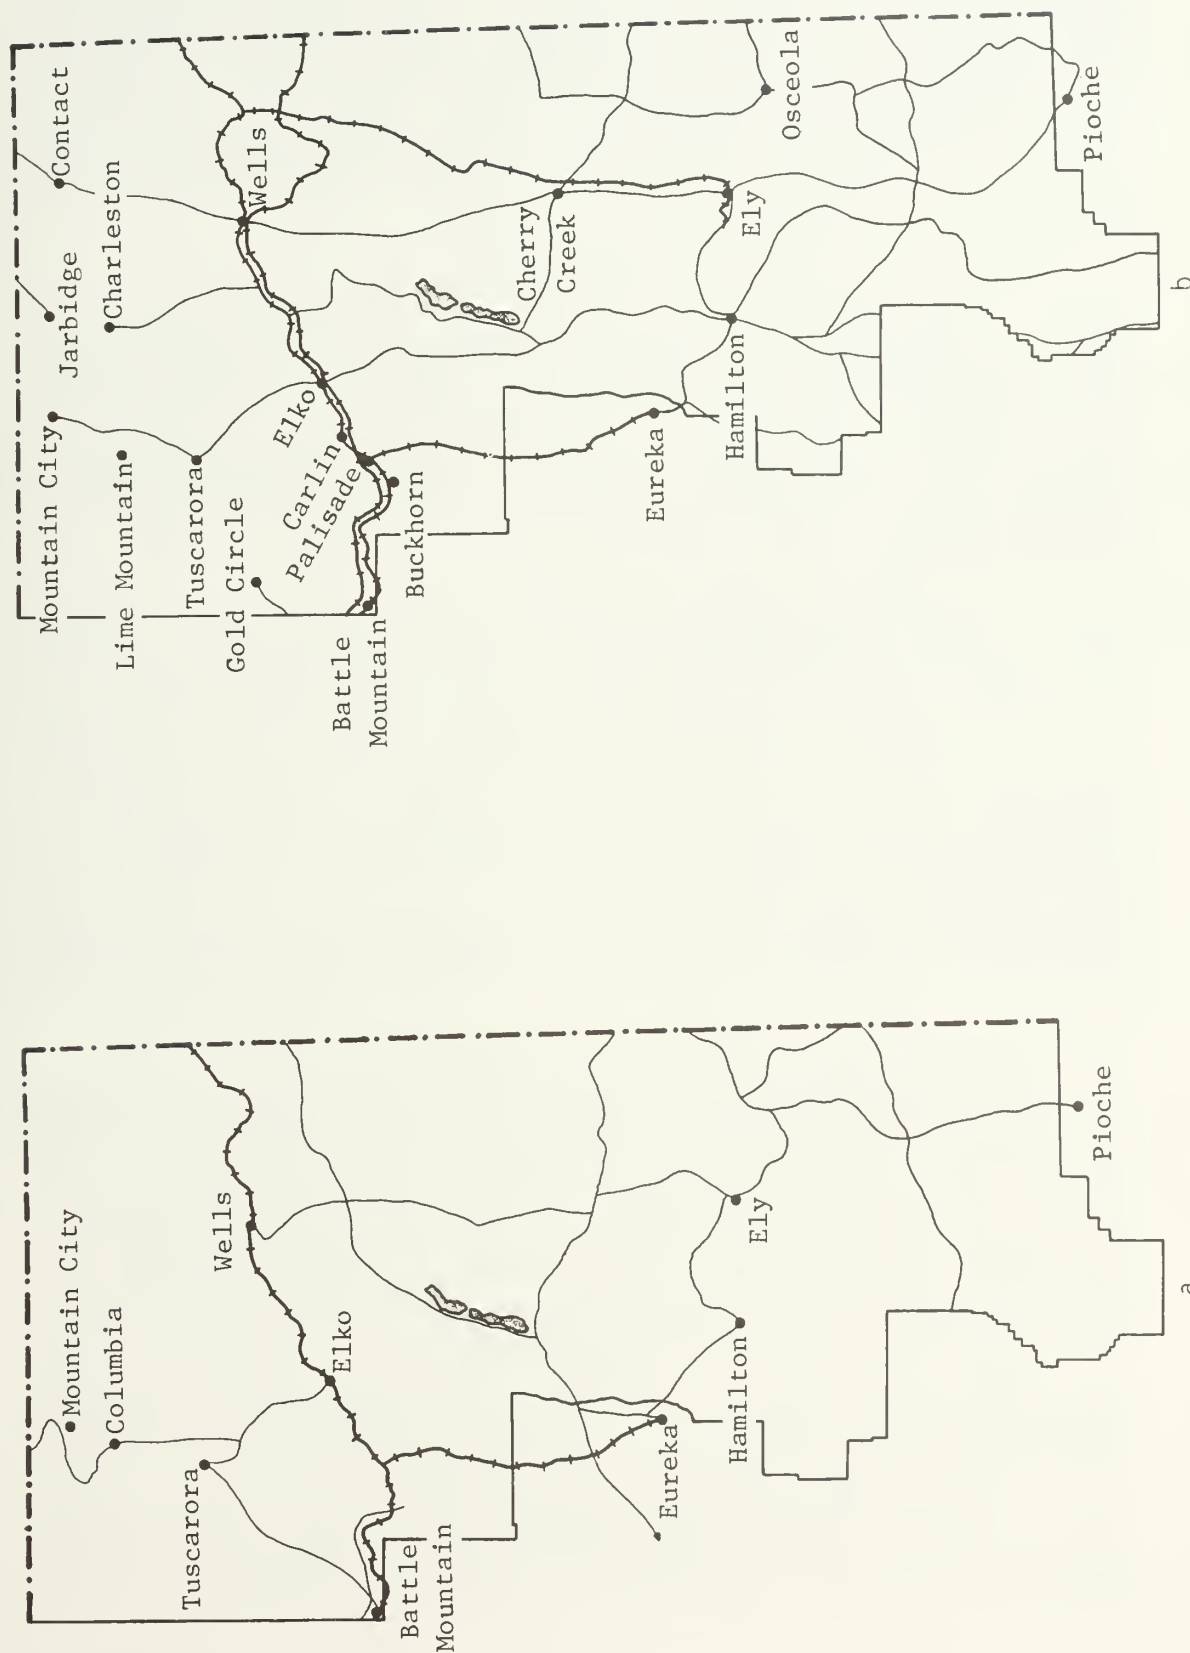 Mountain City
Jarbidge
Contact
Charleston
Lime Mountain
Tuscarora
Gold Circle
Wells
Elko
Carlin
Palisade
Battle
Mountain
Buckhorn
Cherry
Creek
Eureka
Hamilton
Ely
Osceola
Pioche
b
Mountain City
Columbia
Tuscarora
Wells
Elko
Battle
Mountain
Eureka
Hamilton
Ely
Pioche
a